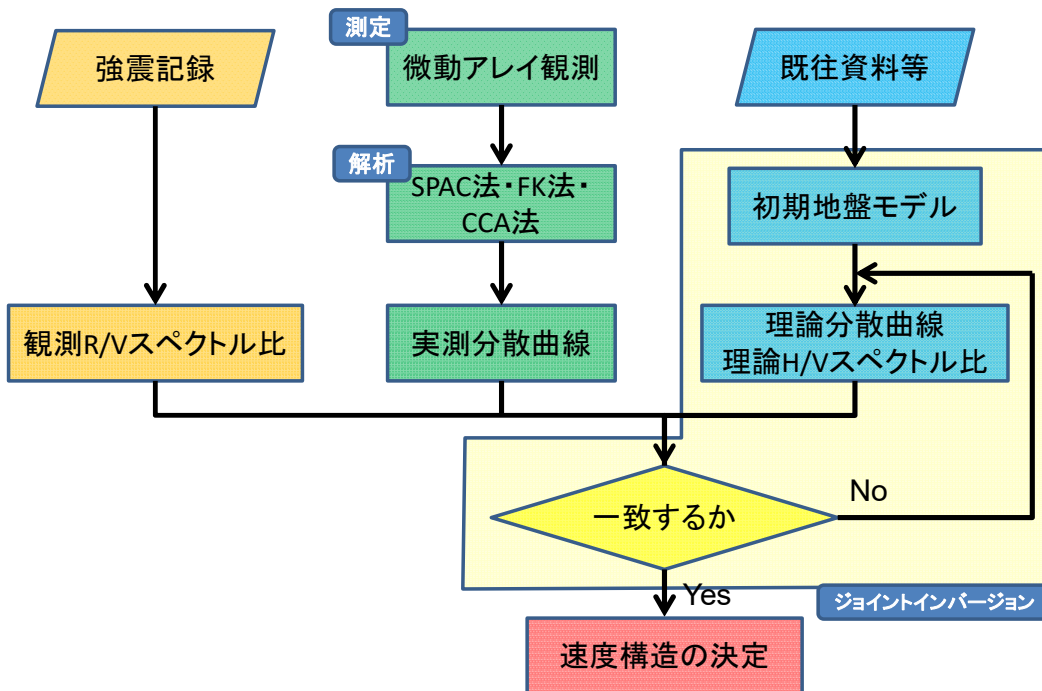 測定
強震記録
微動アレイ観測
既往資料等
解析
SPAC法・FK法・
CCA法
初期地盤モデル
観測R/Vスペクトル比
実測分散曲線
理論分散曲線
理論H/Vスペクトル比
一致するか
No
Yes
ジョイントインバージョン
速度構造の決定